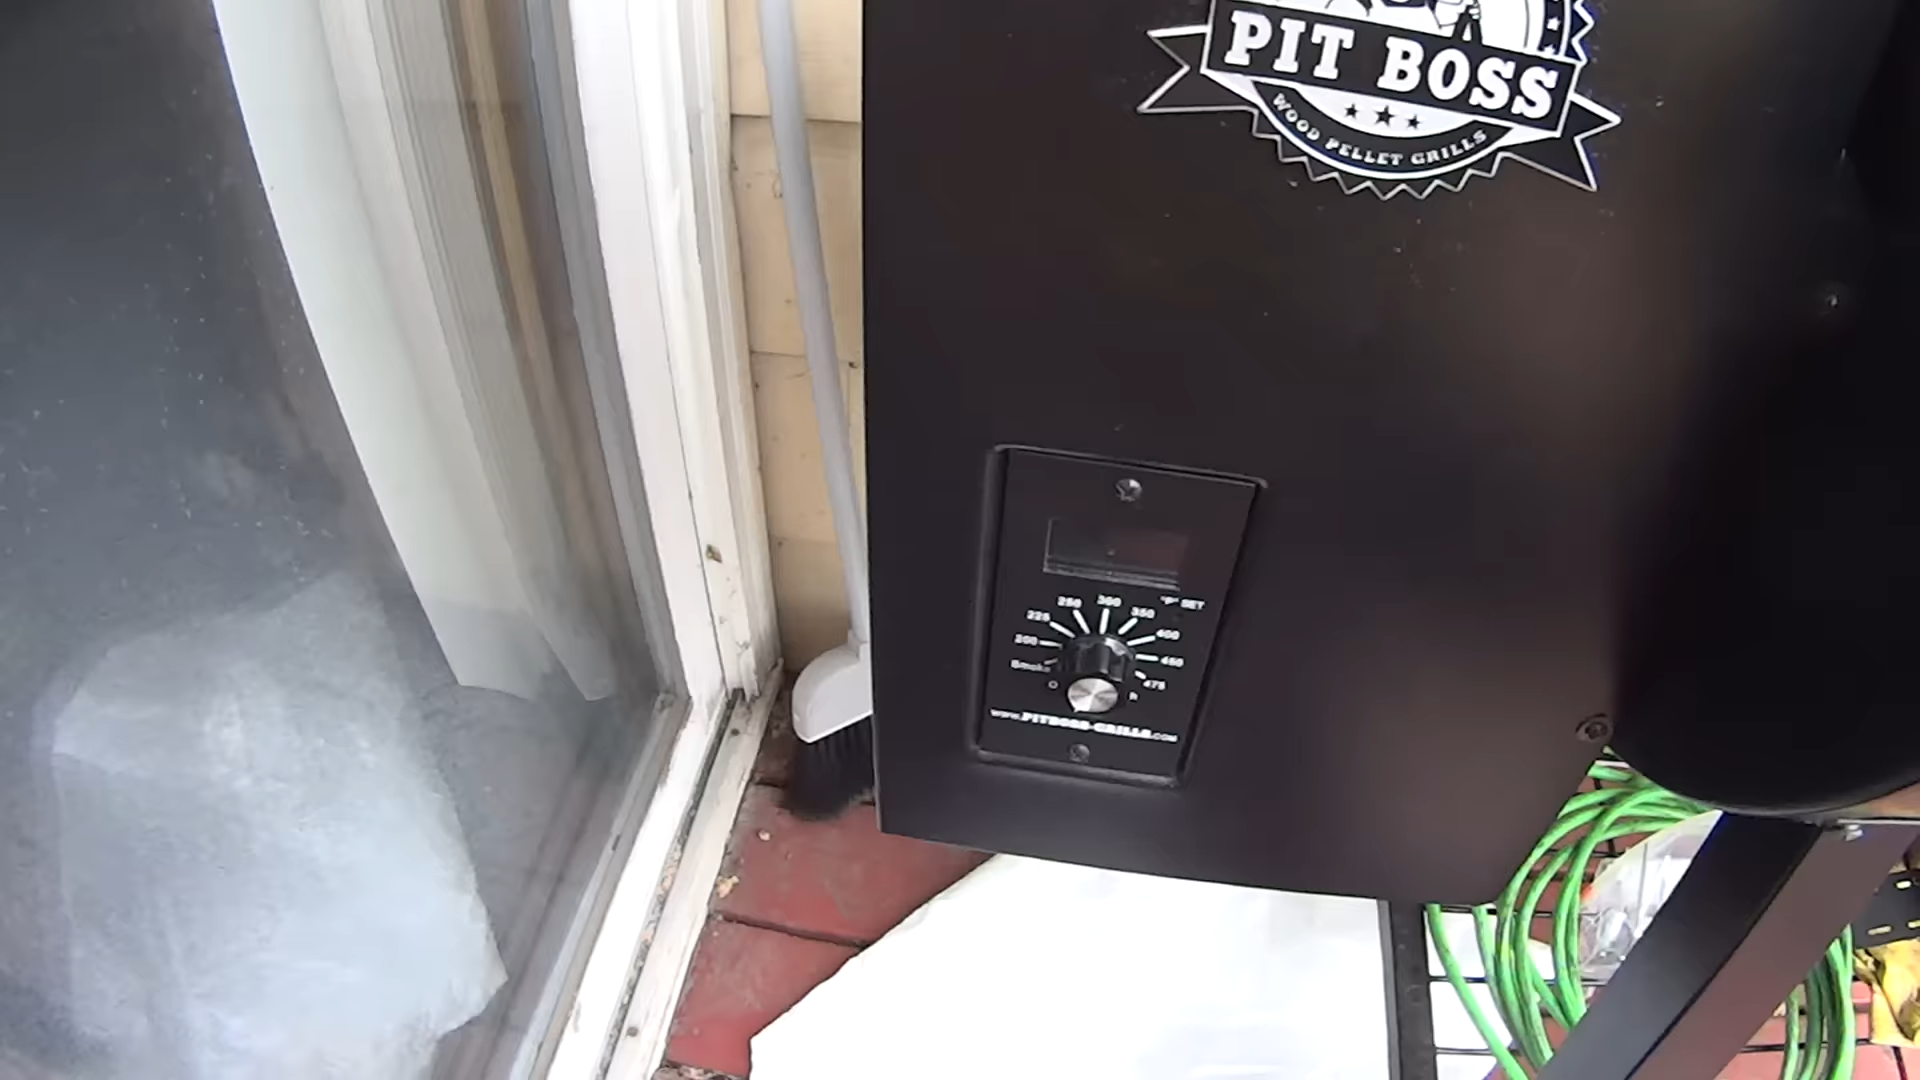 PIT BOSS
WOOD PELLET GRILLS
°F SET
300
250
350
225
400
200
450
Smoke
475
www.PITBOSS-GRILLS.COM